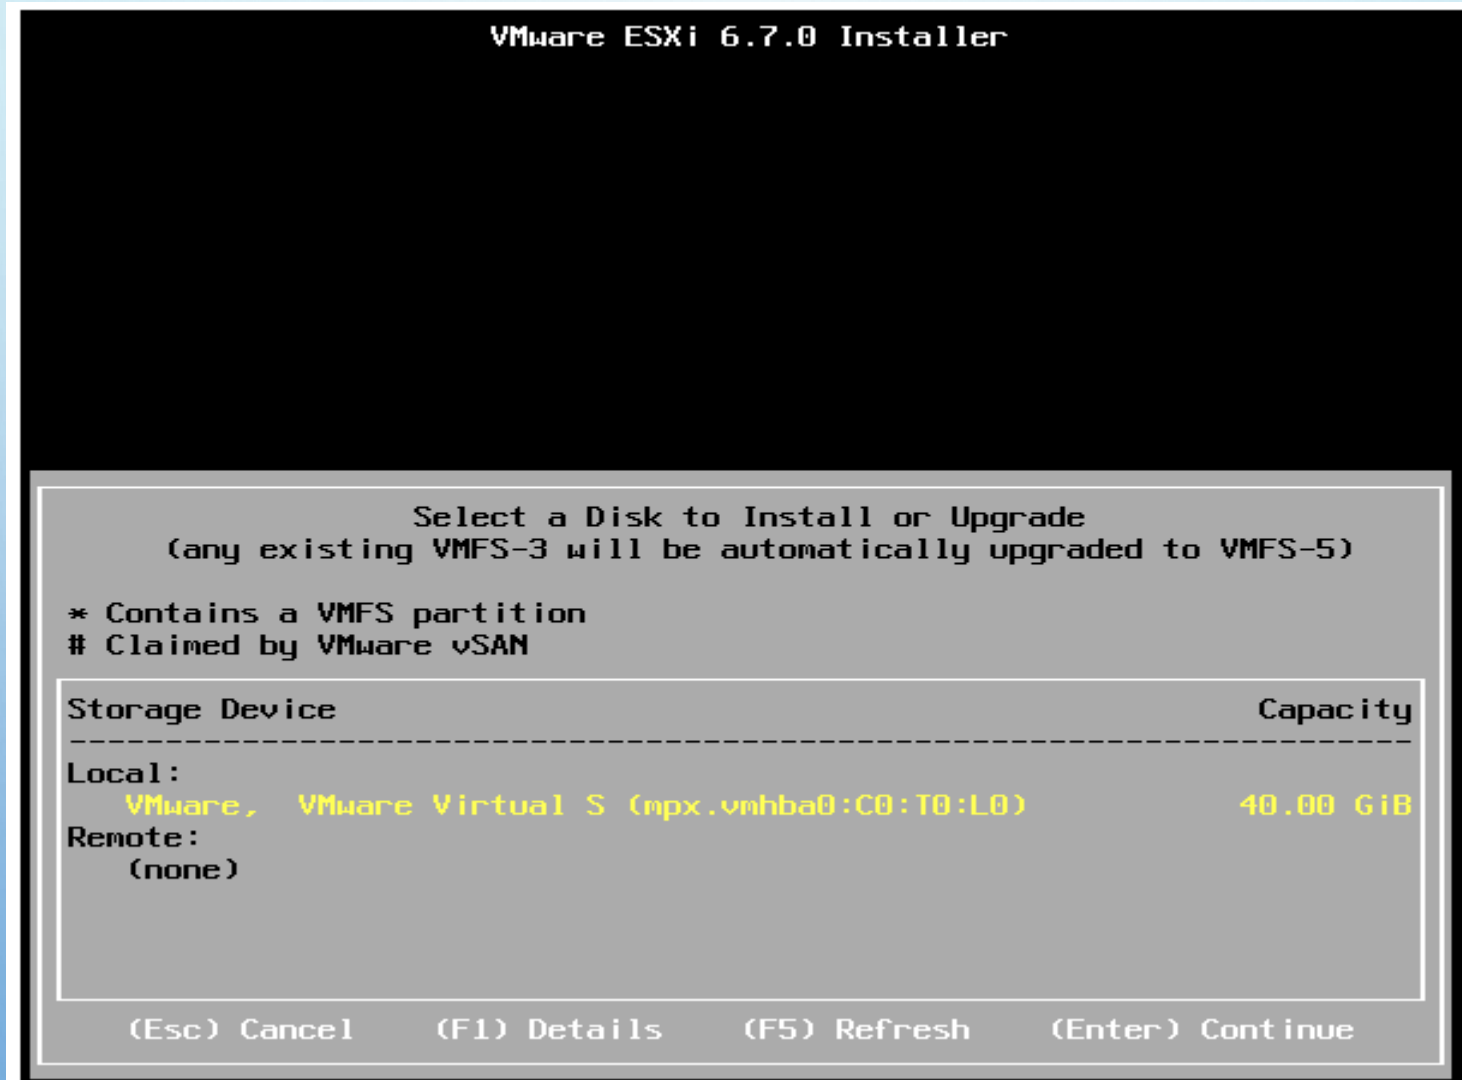 VMware ESXi 6.7.0 Installer
Select a Disk to Install or Upgrade
(any existing VMFS-3 will be automatically upgraded to VMFS-5)
* Contains a VMFS partition
# Claimed by VMware vSAN
Storage Device Capacity
----------------------------------------------------------------------
Local:
VMware,  VMware Virtual S (mpx.vmhba0:C0:T0:L0) 40.00 GiB
Remote:
(none)
(Esc) Cancel (F1) Details (F5) Refresh (Enter) Continue